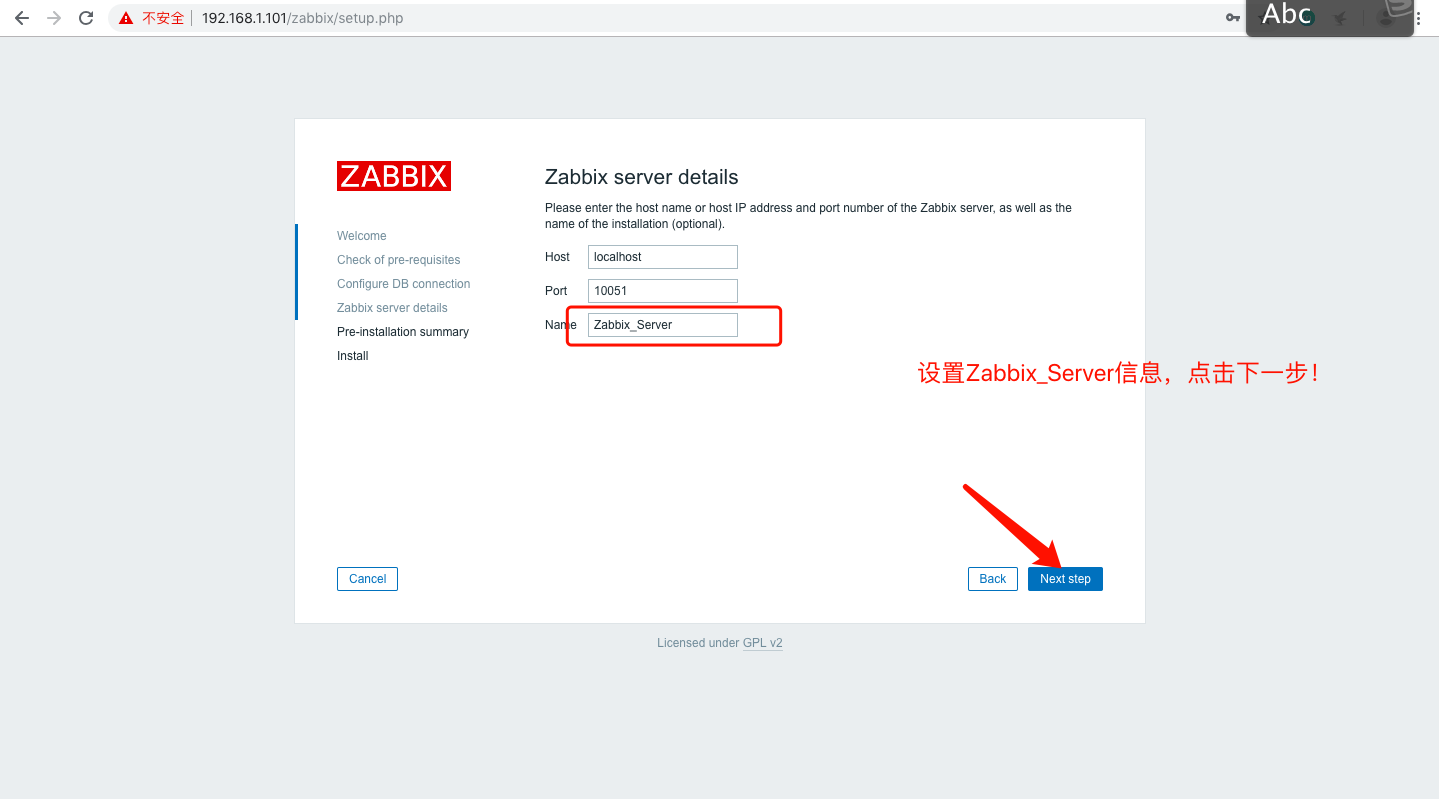 不安全 192.168.1.101/zabbix/setup.php
Abc
ZABBIX
Welcome
Check of pre-requisites
Configure DB connection
Zabbix server details
Pre-installation summary
Install
Zabbix server details
Please enter the host name or host IP address and port number of the Zabbix server, as well as the
name of the installation (optional).
Host localhost
Port 10051
Name Zabbix_Server
设置Zabbix_Server信息，点击下一步！
Cancel
Back
Next step
Licensed under GPL v2